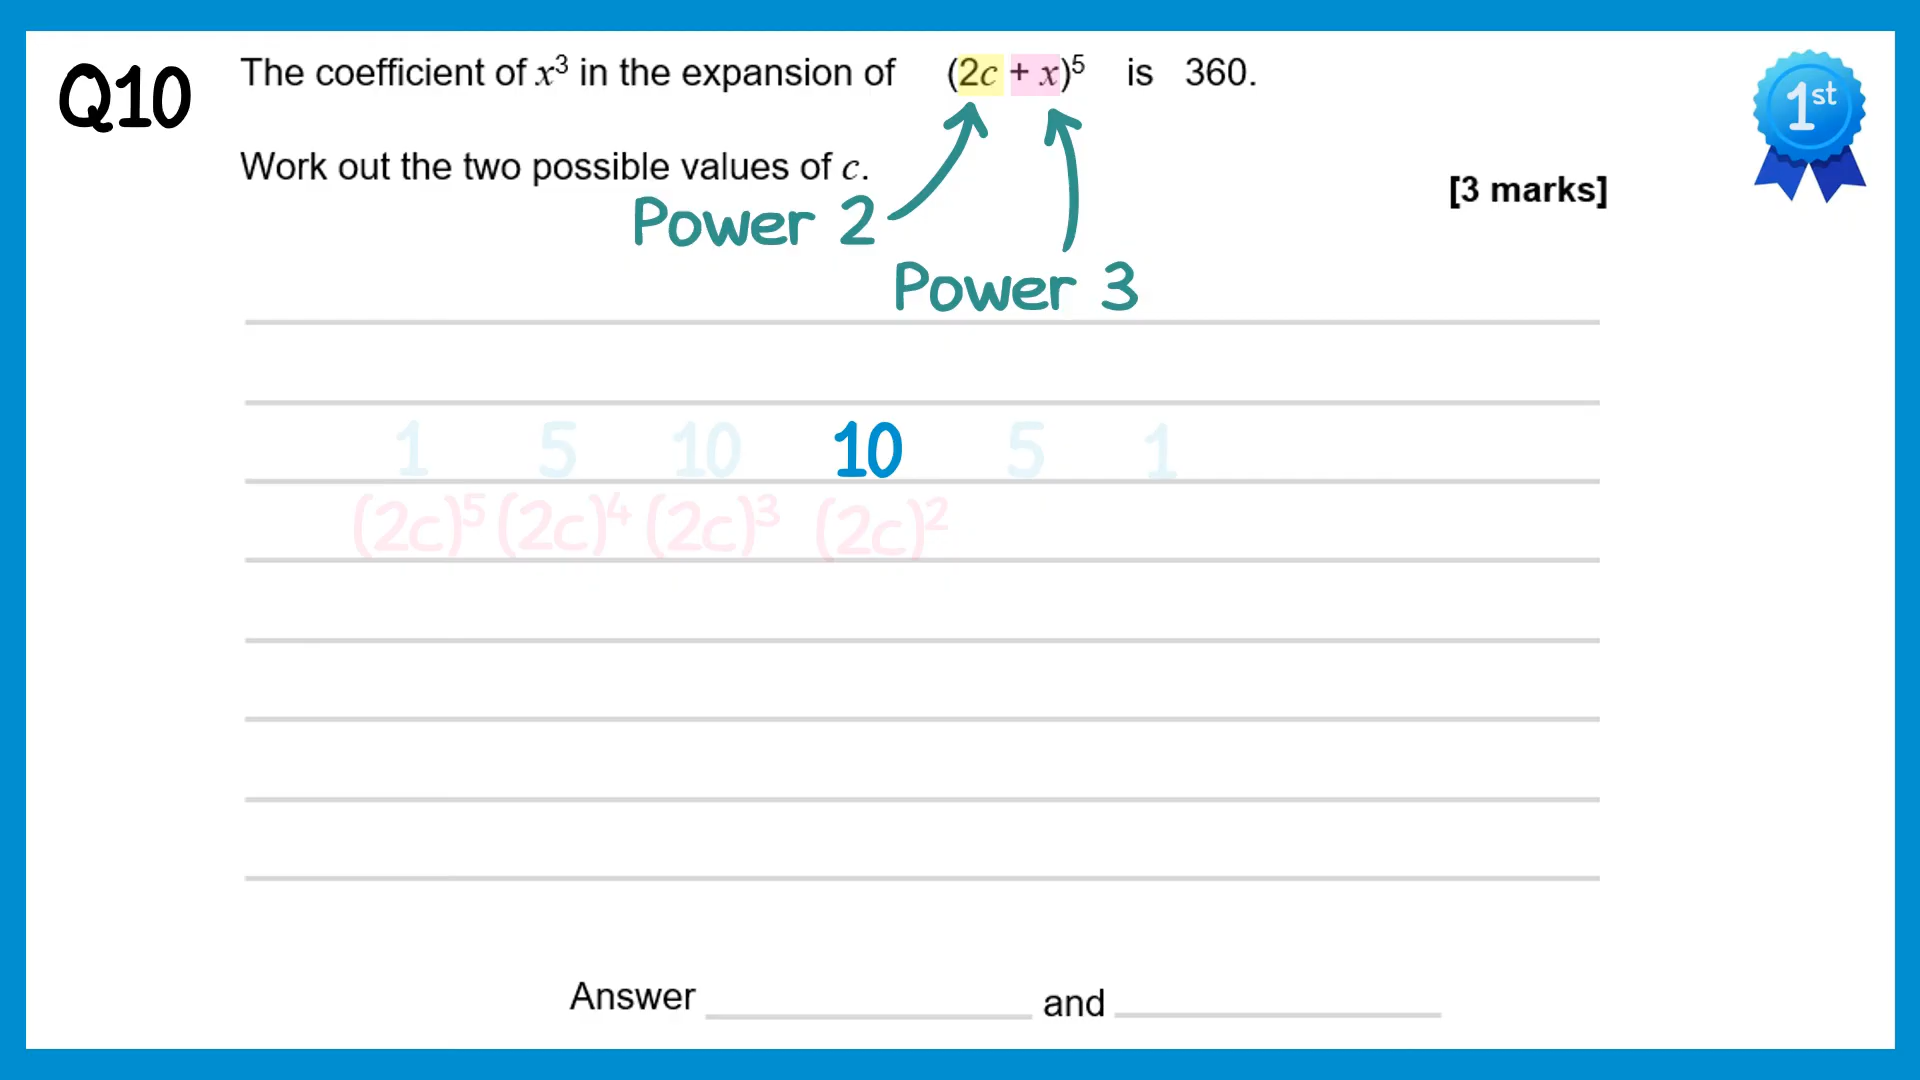 Q10
The coefficient of x³ in the expansion of (2c + x)⁵ is 360.
1st
Work out the two possible values of c.
[3 marks]
Power 2
Power 3
1 5 10 10 5 1
(2c)⁵ (2c)⁴ (2c)³ (2c)²
Answer and